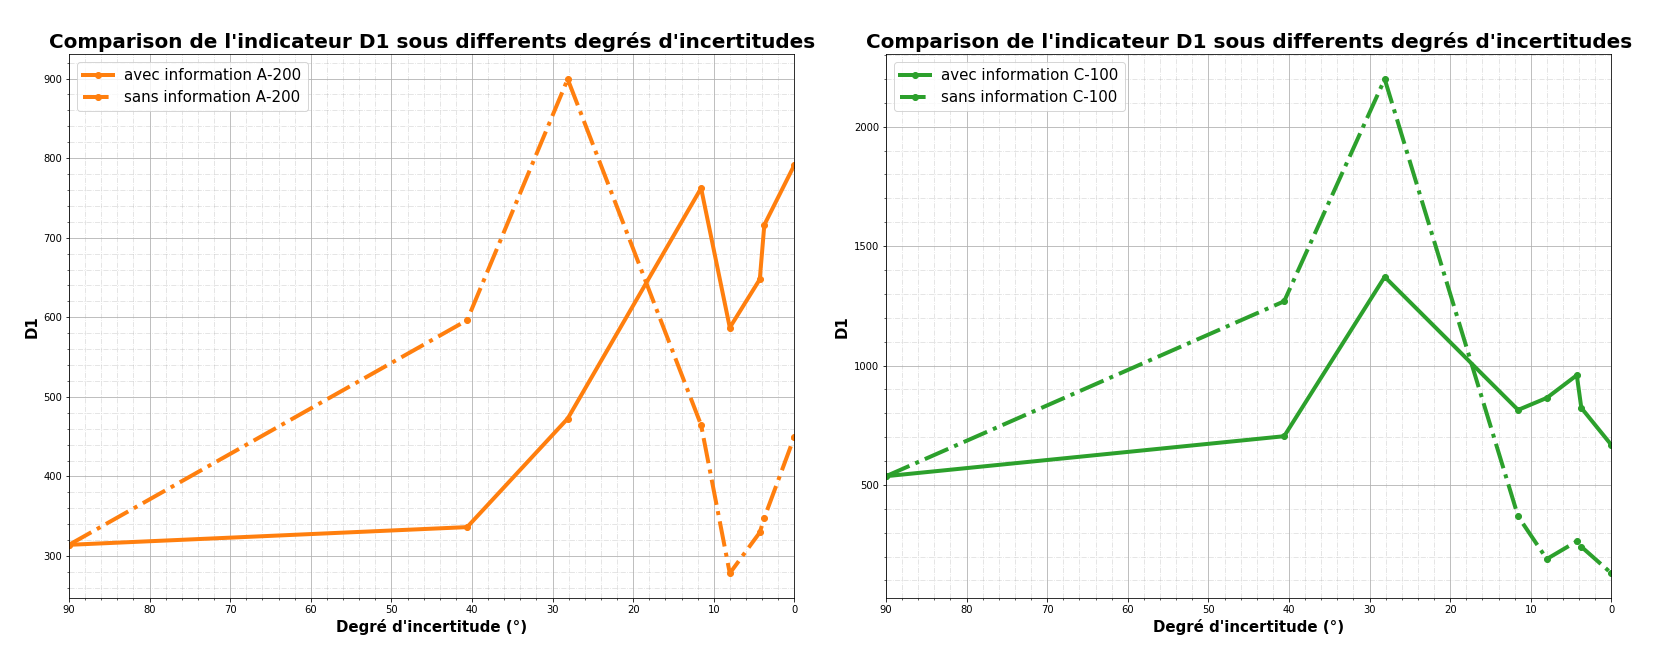 Comparison de l'indicateur D1 sous differents degrés d'incertitudes
avec information A-200
sans information A-200
900
800
700
600
500
400
300
D1
90 80 70 60 50 40 30 20 10 0
Degré d'incertitude (°)
Comparison de l'indicateur D1 sous differents degrés d'incertitudes
avec information C-100
sans information C-100
2000
1500
1000
500
D1
90 80 70 60 50 40 30 20 10 0
Degré d'incertitude (°)